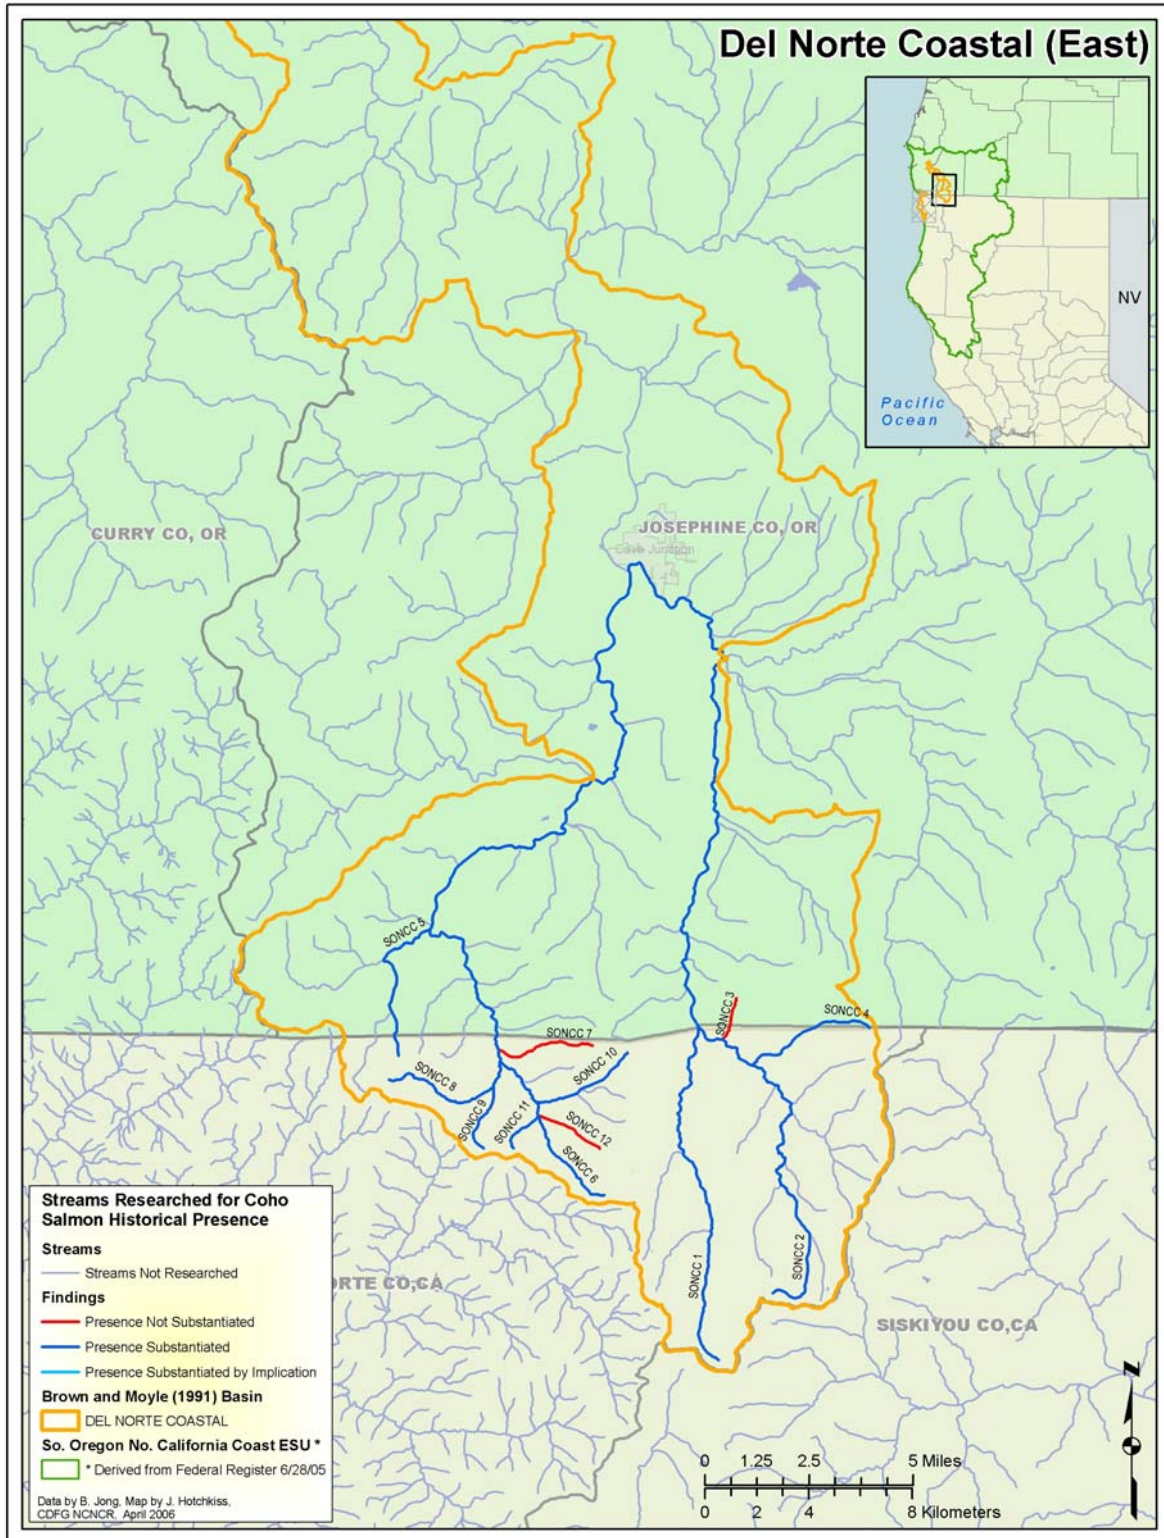 Del Norte Coastal (East)
NV
Pacific
Ocean
CURRY CO, OR
JOSEPHINE CO, OR
Cave Junction
SONCC 5
SONCC 3
SONCC 4
SONCC 7
SONCC 10
SONCC 8
SONCC 9
SONCC 11
SONCC 12
SONCC 6
SONCC 1
SONCC 2
ORTE CO,CA
SISKIYOU CO,CA
Streams Researched for Coho
Salmon Historical Presence
Streams
Streams Not Researched
Findings
Presence Not Substantiated
Presence Substantiated
Presence Substantiated by Implication
Brown and Moyle (1991) Basin
DEL NORTE COASTAL
So. Oregon No. California Coast ESU *
* Derived from Federal Register 6/28/05
Data by B. Jong, Map by J. Hotchkiss,
CDFG NCNCR, April 2006
0 1.25 2.5 5 Miles
0 2 4 8 Kilometers
N